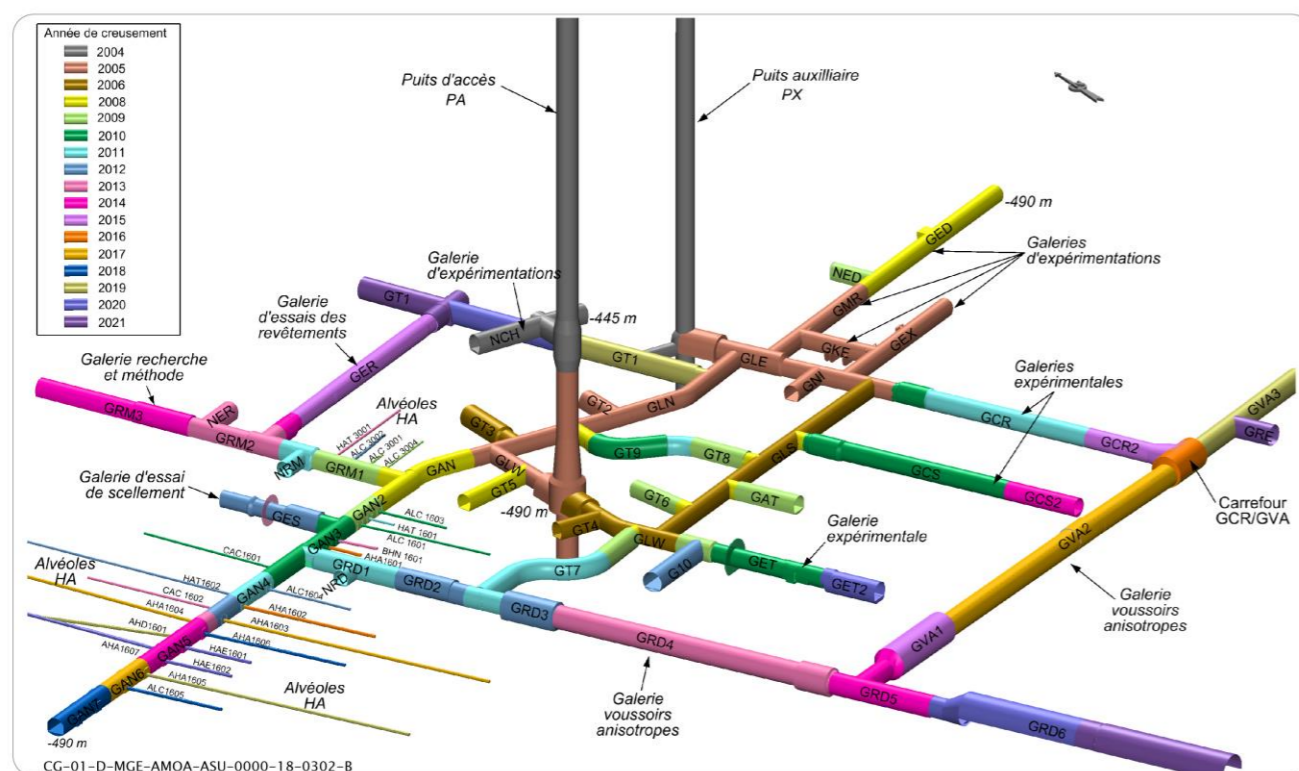 Année de creusement
2004
2005
2006
2008
2009
2010
2011
2012
2013
2014
2015
2016
2017
2018
2019
2020
2021
Puits d'accès
PA
Puits auxilliaire
PX
-490 m
GED
Galeries
d'expérimentations
NED
GMR
Galerie
d'expérimentations
-445 m
GT1
NCH
Galerie
d'essais des
revêtements
GT1
GLE
GKE
GEX
GNI
Galerie recherche
et méthode
GER
Galeries
expérimentales
GRM3
NER
GRM2
Alvéoles
HA
HAT 3001
ALC 3002
ALC 3001
ALC 3004
NRM
GRM1
GT2
GLN
GT3
GAN
GLW
GT5
GT9
GT8
GLS
GCR
GCR2
GVA3
GRE
GCS
GCS2
Galerie d'essai
de scellement
GES
GAN2
ALC 1603
HAT 1601
ALC 1601
BHN 1601
AHA1601
GAN3
-490 m
GT4
GT6
GAT
GLW
Galerie
expérimentale
Carrefour
GCR/GVA
GVA2
CAC1601
GRD1
NRD
GRD2
GT7
G10
GET
GET2
Alvéoles
HA
HAT1602
CAC 1602
GAN4
ALC1604
AHA1604
AHA1602
AHA1603
AHD1601
GAN5
AHA1606
AHA1607
HAE1601
HAE1602
GRD3
GRD4
GVA1
Galerie
voussoirs
anisotropes
GAN6
AHA1605
ALC1605
Alvéoles
HA
GAN7
-490 m
Galerie
voussoirs
anisotropes
GRD5
GRD6
CG-01-D-MGE-AMOA-ASU-0000-18-0302-B